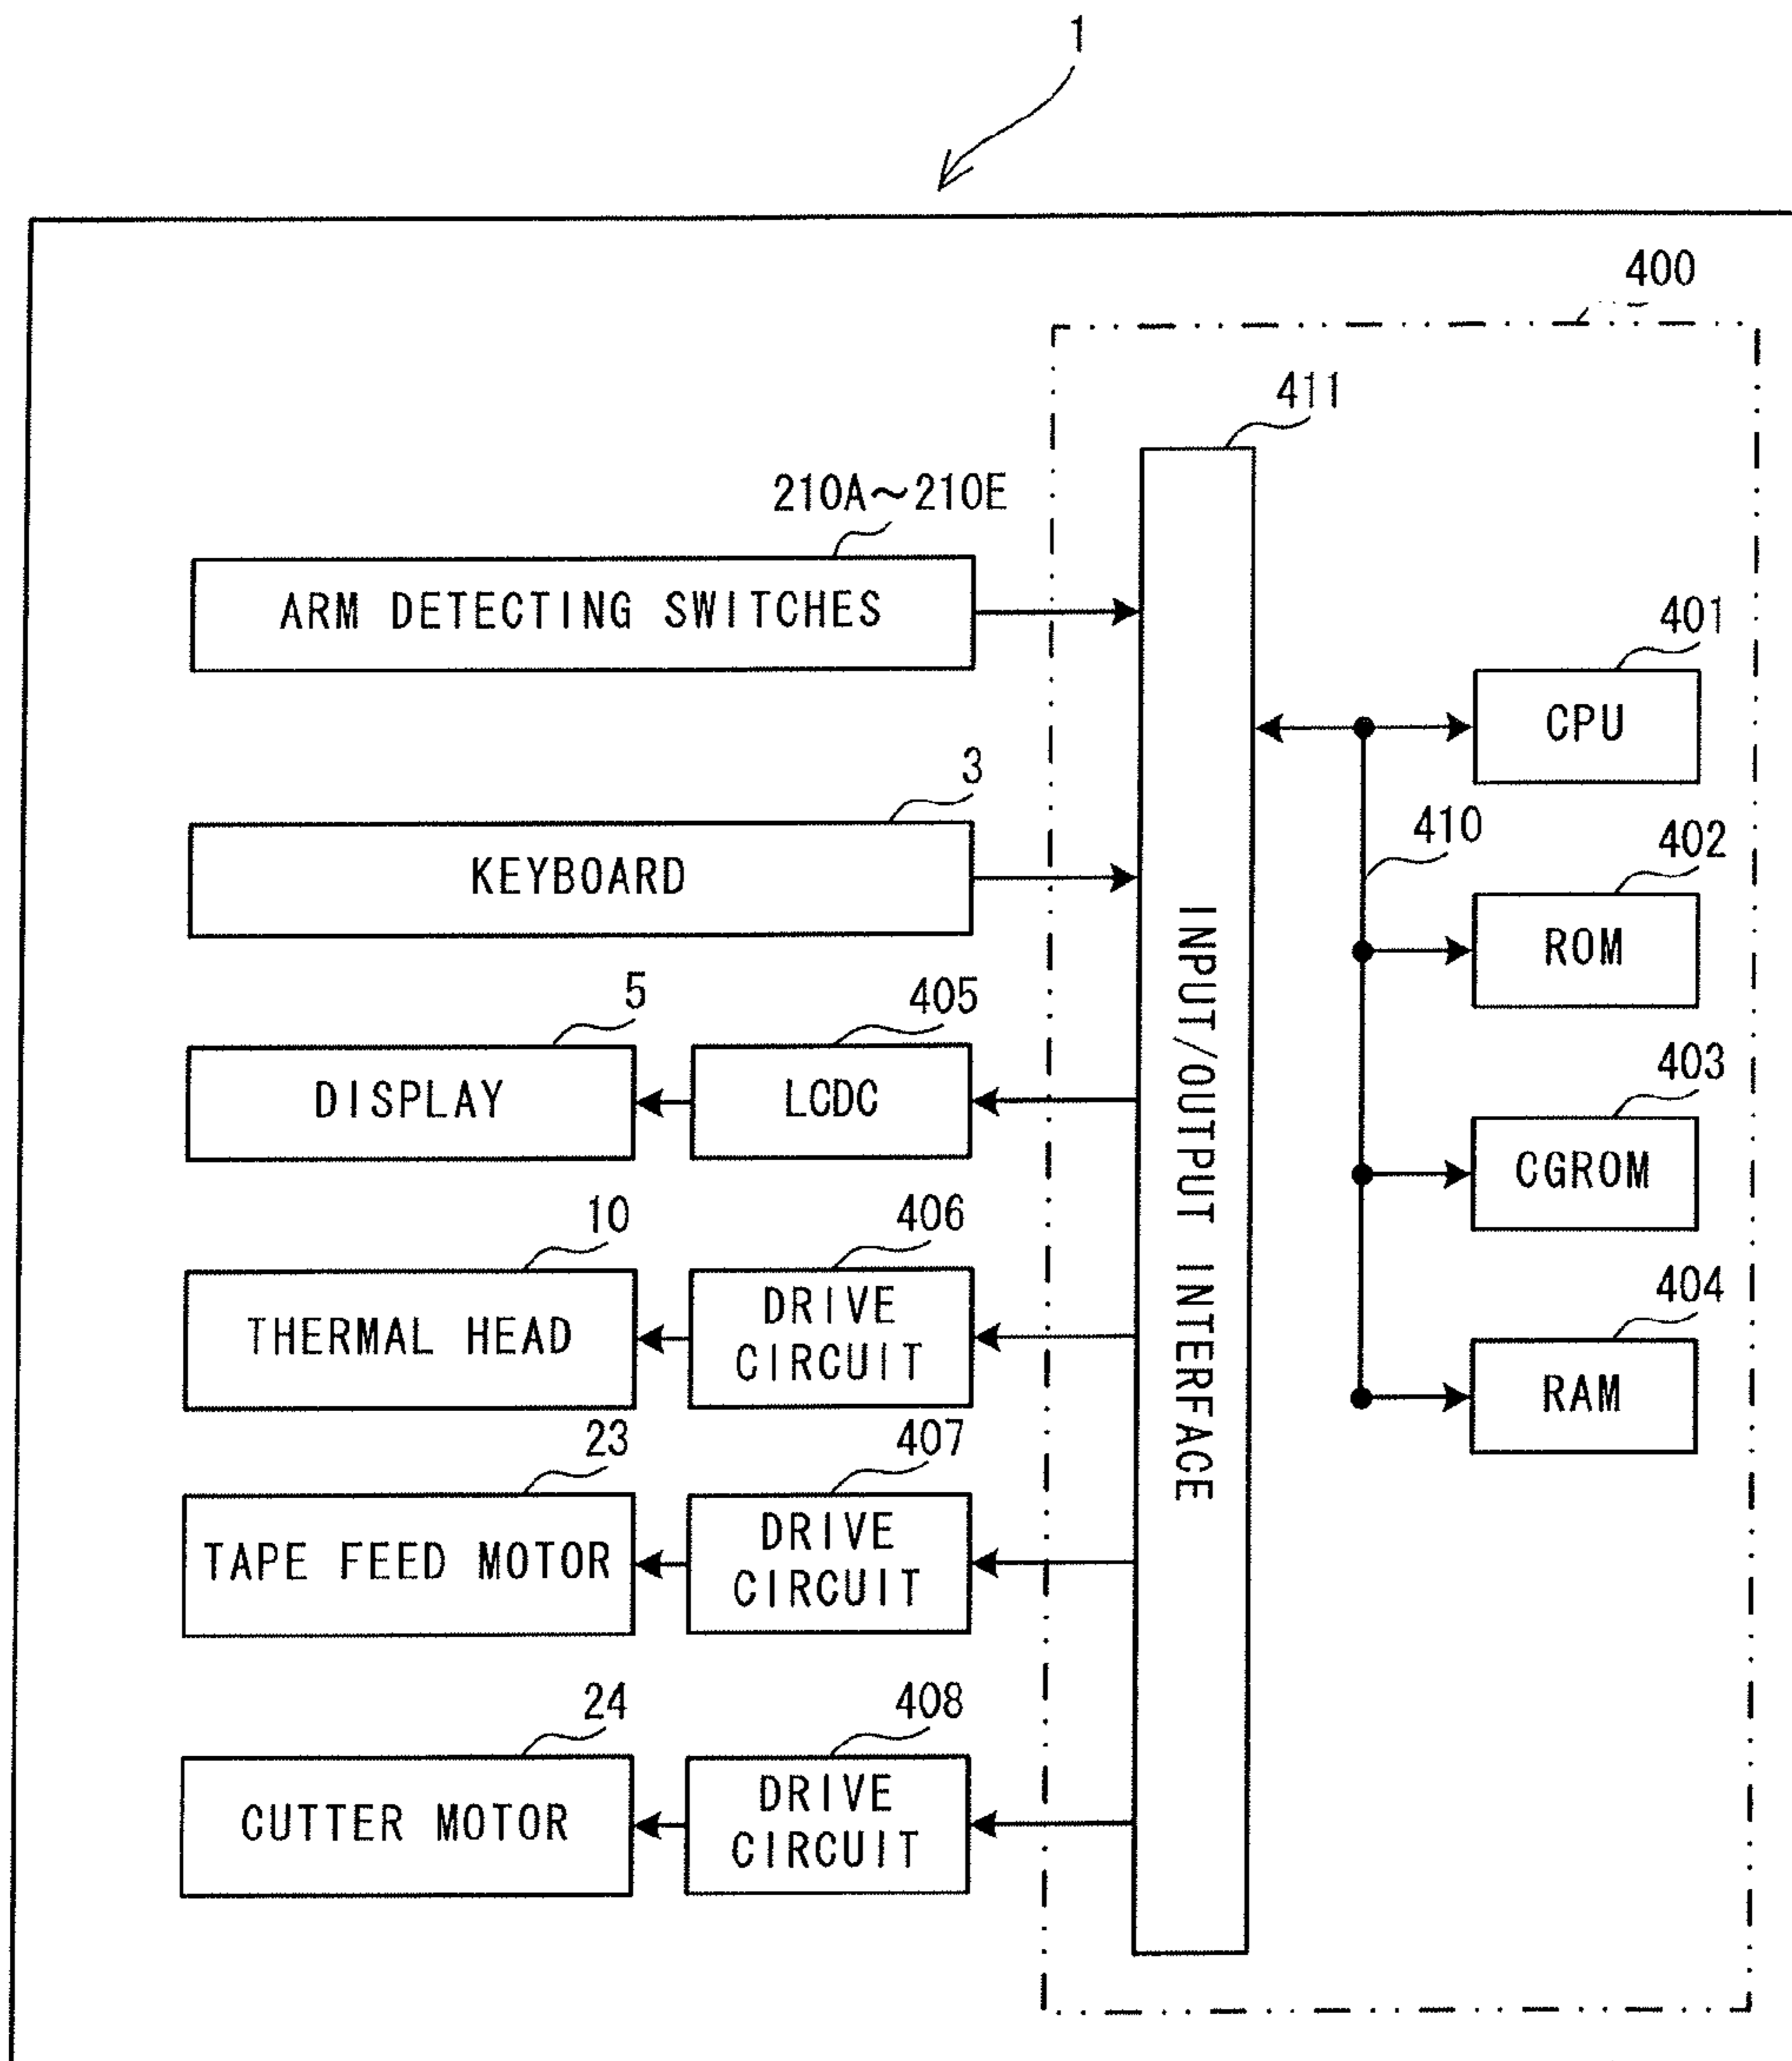 1
400
411
210A～210E
ARM DETECTING SWITCHES
401
CPU
3
KEYBOARD
410
402
ROM
INPUT/OUTPUT INTERFACE
5
DISPLAY
405
LCDC
403
CGROM
10
THERMAL HEAD
406
DRIVE
CIRCUIT
404
RAM
23
TAPE FEED MOTOR
407
DRIVE
CIRCUIT
24
CUTTER MOTOR
408
DRIVE
CIRCUIT